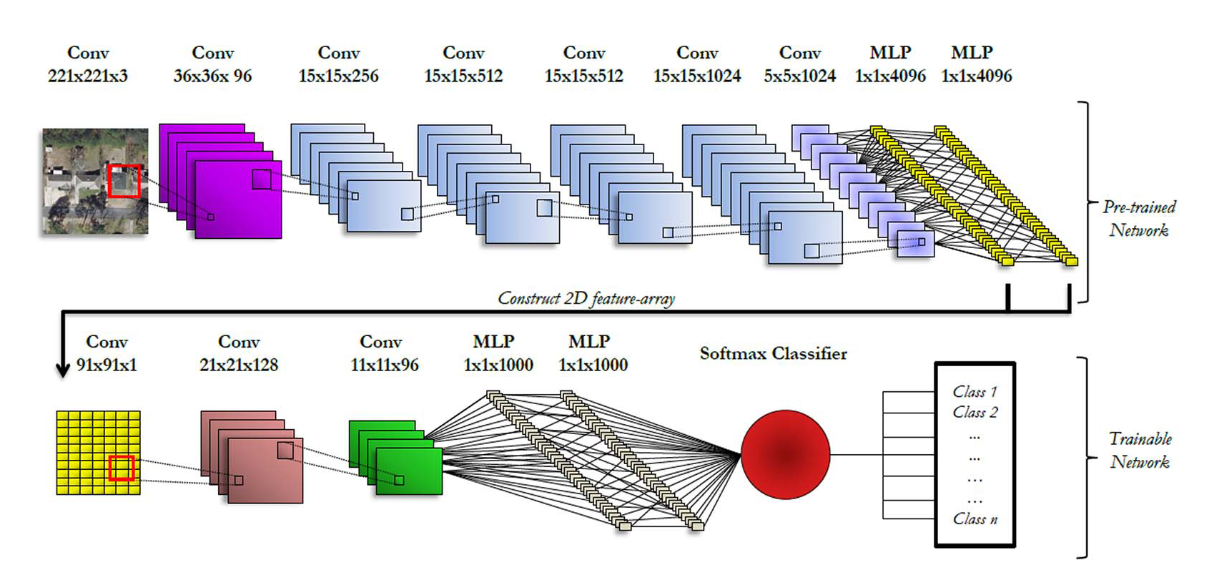 Conv
221x221x3
Conv
36x36x 96
Conv
15x15x256
Conv
15x15x512
Conv
15x15x512
Conv
15x15x1024
Conv
5x5x1024
MLP
1x1x4096
MLP
1x1x4096
Pre-trained
Network
Construct 2D feature-array
Conv
91x91x1
Conv
21x21x128
Conv
11x11x96
MLP
1x1x1000
MLP
1x1x1000
Softmax Classifier
Class 1
Class 2
...
...
...
...
Class n
Trainable
Network